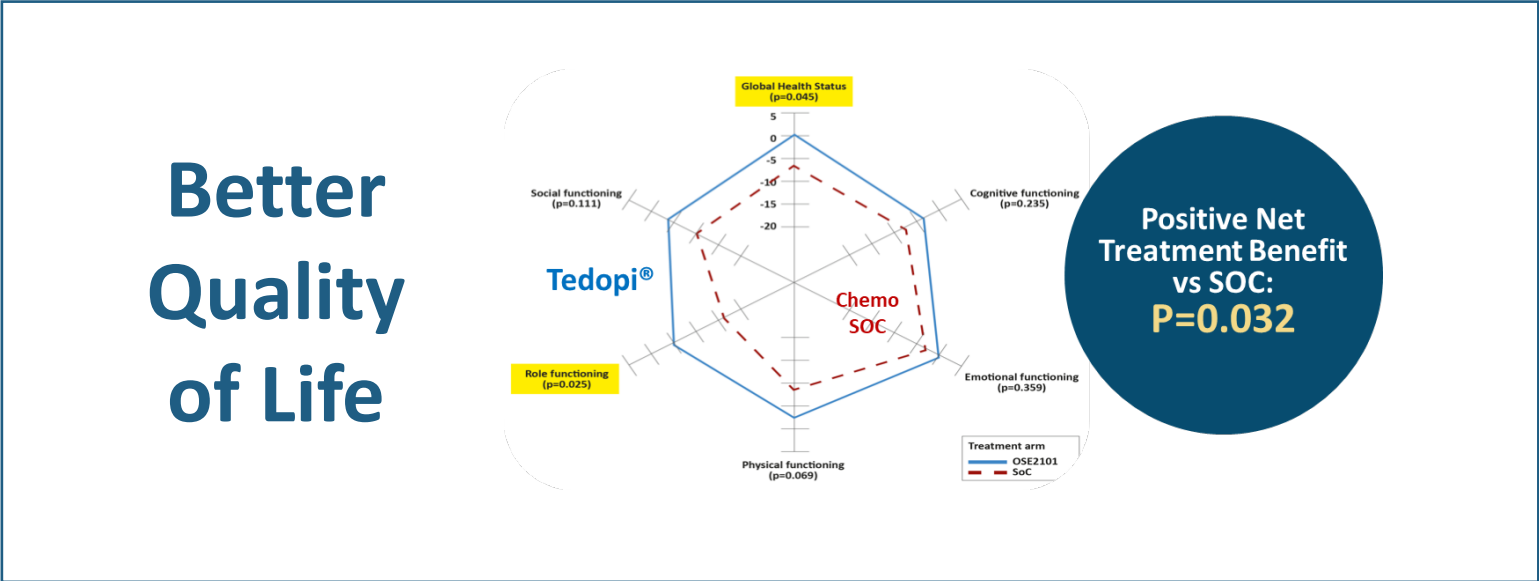 Better
Quality
of Life
Global Health Status
(p=0.045)
5
0
-5
-10
-15
-20
Social functioning
(p=0.111)
Cognitive functioning
(p=0.235)
Tedopi®
Chemo
SOC
Role functioning
(p=0.025)
Emotional functioning
(p=0.359)
Physical functioning
(p=0.069)
Treatment arm
OSE2101
SoC
Positive Net
Treatment Benefit
vs SOC:
P=0.032